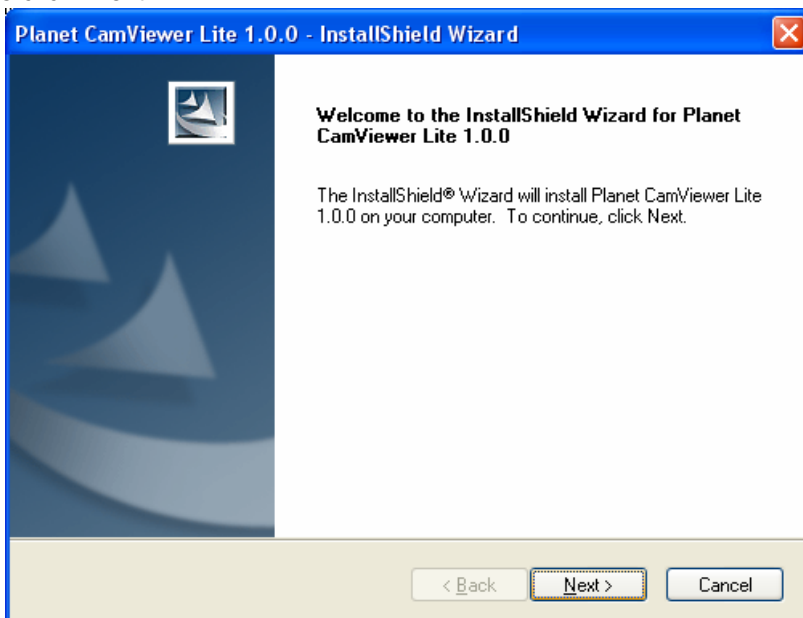 Planet CamViewer Lite 1.0.0 - InstallShield Wizard
Welcome to the InstallShield Wizard for Planet
CamViewer Lite 1.0.0
The InstallShield® Wizard will install Planet CamViewer Lite
1.0.0 on your computer. To continue, click Next.
< Back Next > Cancel